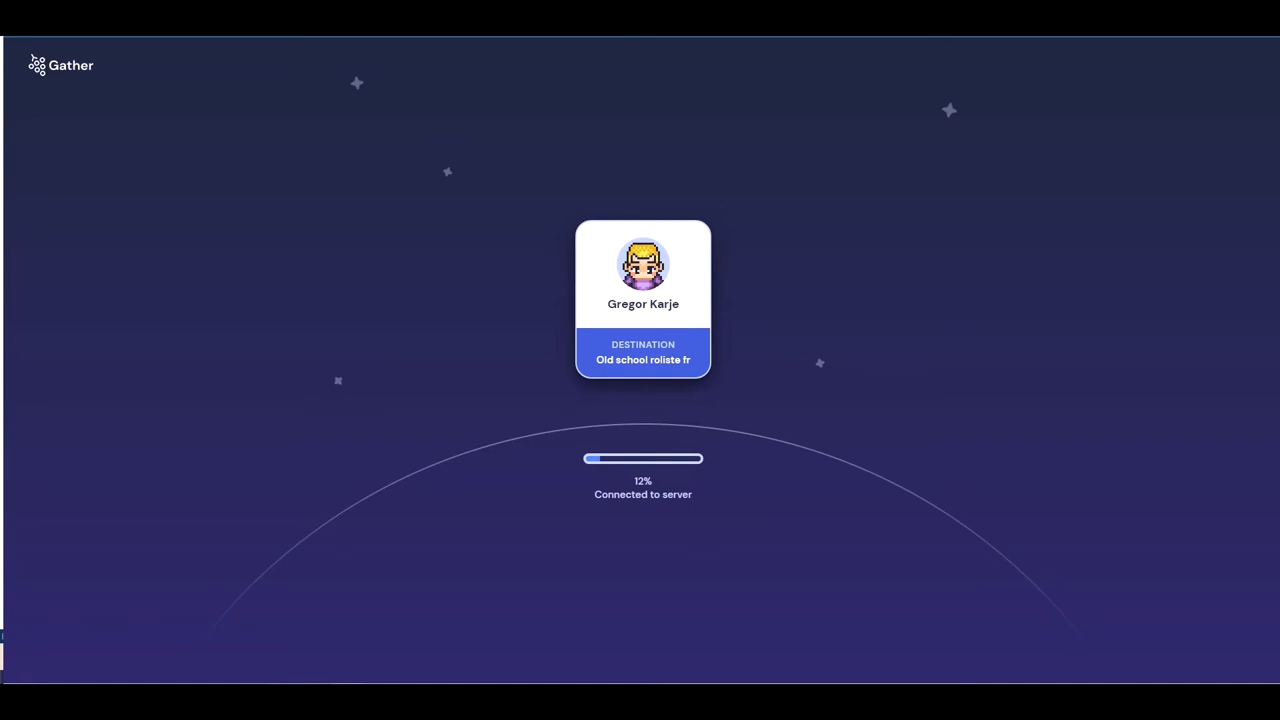 Gather
Gregor Karje
DESTINATION
Old school roliste fr
12%
Connected to server